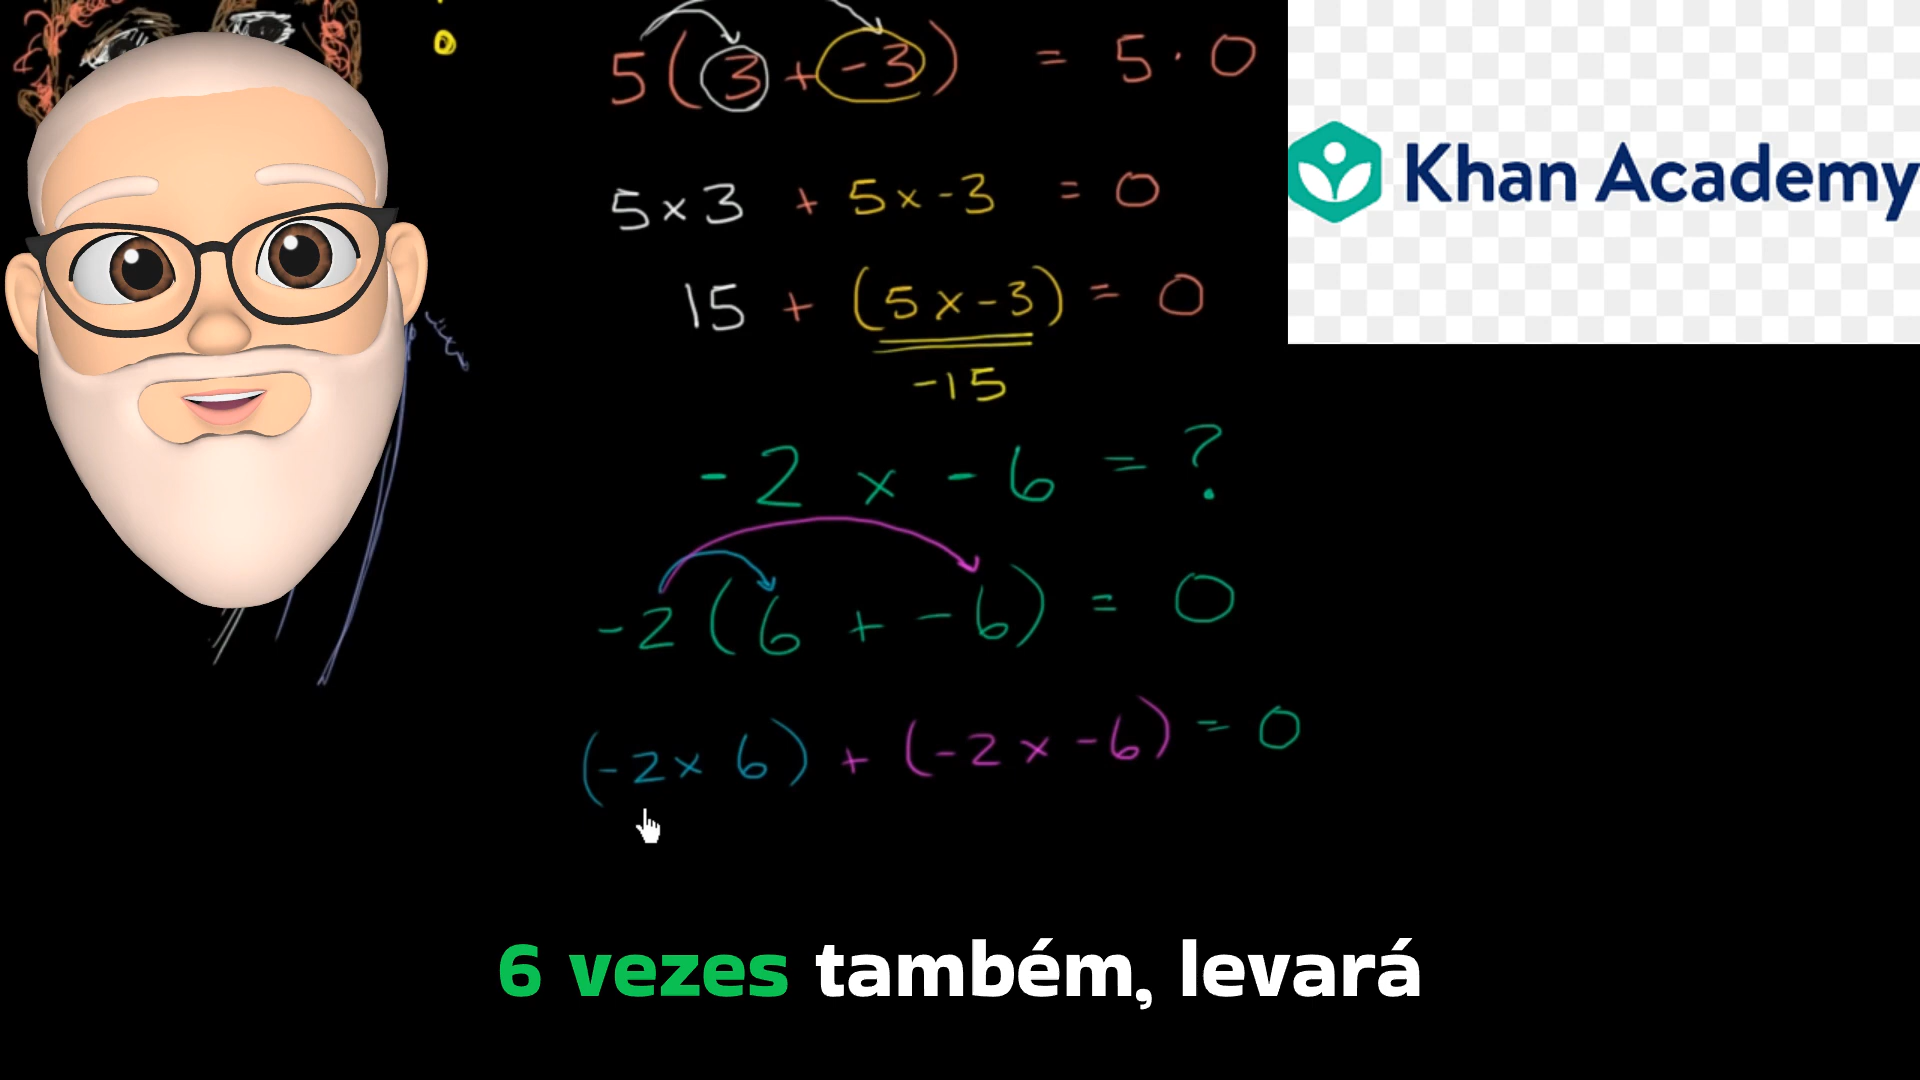 5(3 + -3) = 5 · 0
Khan Academy
5 x 3 + 5 x -3 = 0
15 + (5 x -3) = 0
-15
-2 x -6 = ?
-2(6 + -6) = 0
(-2 x 6) + (-2 x -6) = 0
6 vezes também, levará